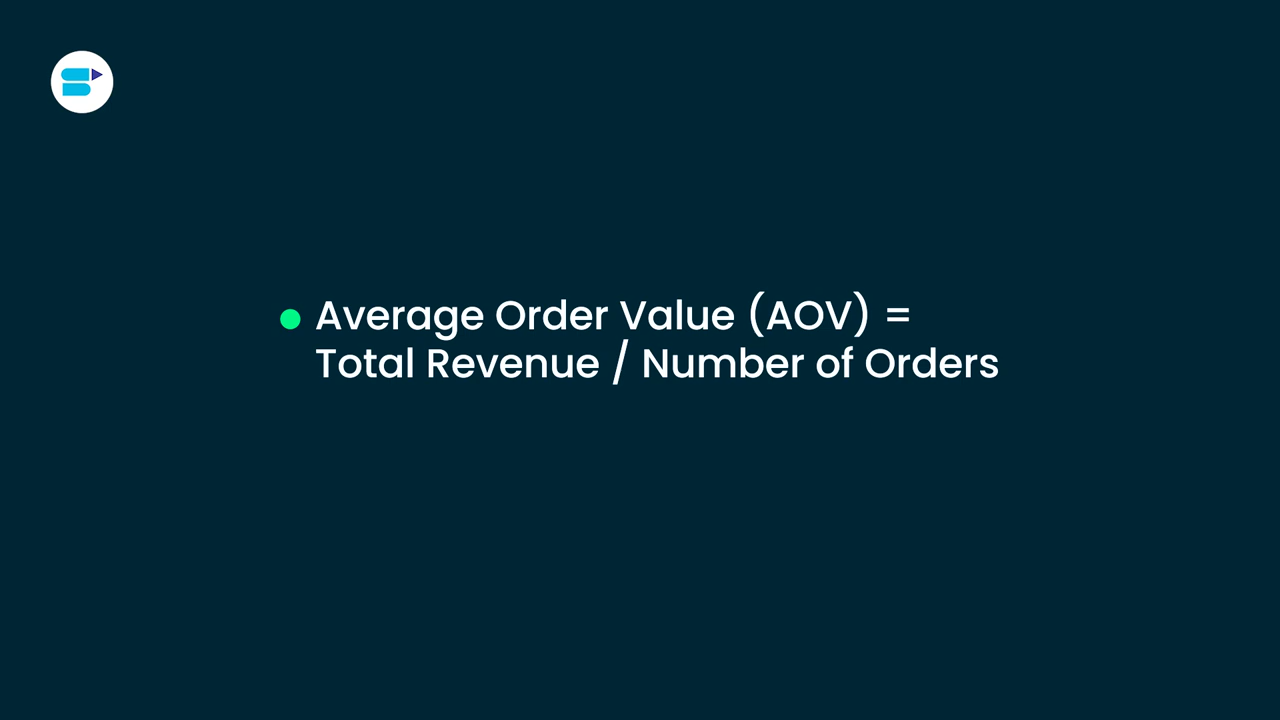 Average Order Value (AOV) =
Total Revenue / Number of Orders